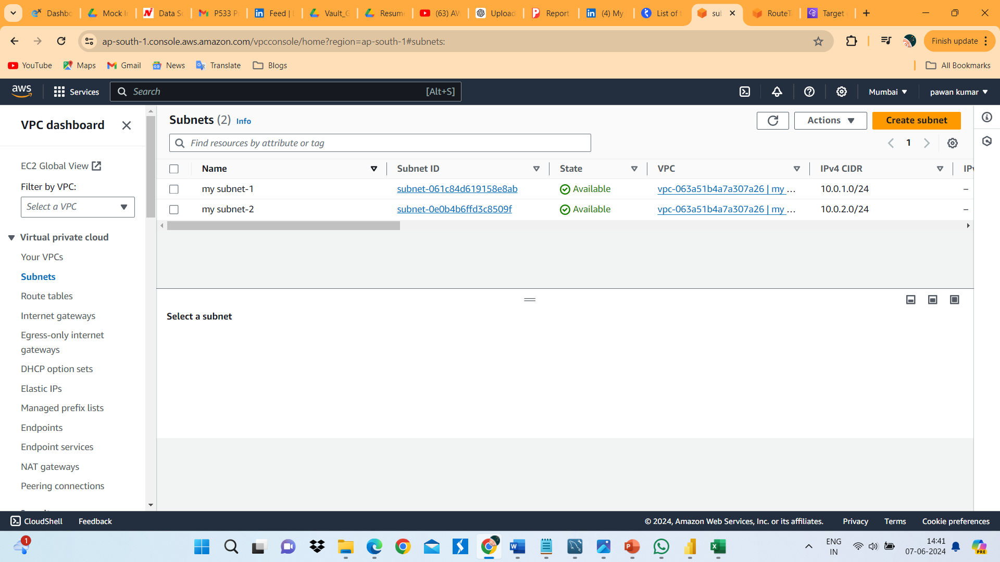 Dashbo
Mock I
Data Sc
P533 P
Feed | L
Vault_G
Resum
(63) AW
Upload
Report
(4) My
List of t
sul
RouteT
Target
ap-south-1.console.aws.amazon.com/vpcconsole/home?region=ap-south-1#subnets:
Finish update
YouTube
Maps
Gmail
News
Translate
Blogs
All Bookmarks
aws
Services
Search
[Alt+S]
Mumbai
pawan kumar
VPC dashboard
EC2 Global View
Filter by VPC:
Select a VPC
Virtual private cloud
Your VPCs
Subnets
Route tables
Internet gateways
Egress-only internet
gateways
DHCP option sets
Elastic IPs
Managed prefix lists
Endpoints
Endpoint services
NAT gateways
Peering connections
Subnets (2) Info
Actions
Create subnet
Find resources by attribute or tag
1
Name Subnet ID State VPC IPv4 CIDR IPv
my subnet-1 subnet-061c84d619158e8ab Available vpc-063a51b4a7a307a26 | my ... 10.0.1.0/24 –
my subnet-2 subnet-0e0b4b6ffd3c8509f Available vpc-063a51b4a7a307a26 | my ... 10.0.2.0/24 –
Select a subnet
CloudShell
Feedback
© 2024, Amazon Web Services, Inc. or its affiliates.
Privacy
Terms
Cookie preferences
1
ENG
IN
14:41
07-06-2024
PRE